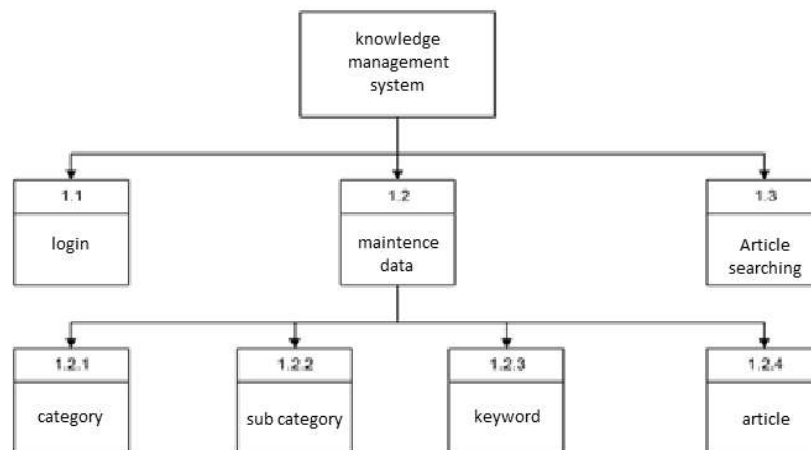 knowledge
management
system
1.1
1.2
1.3
login
maintence
data
Article
searching
1.2.1
1.2.2
1.2.3
1.2.4
category
sub category
keyword
article